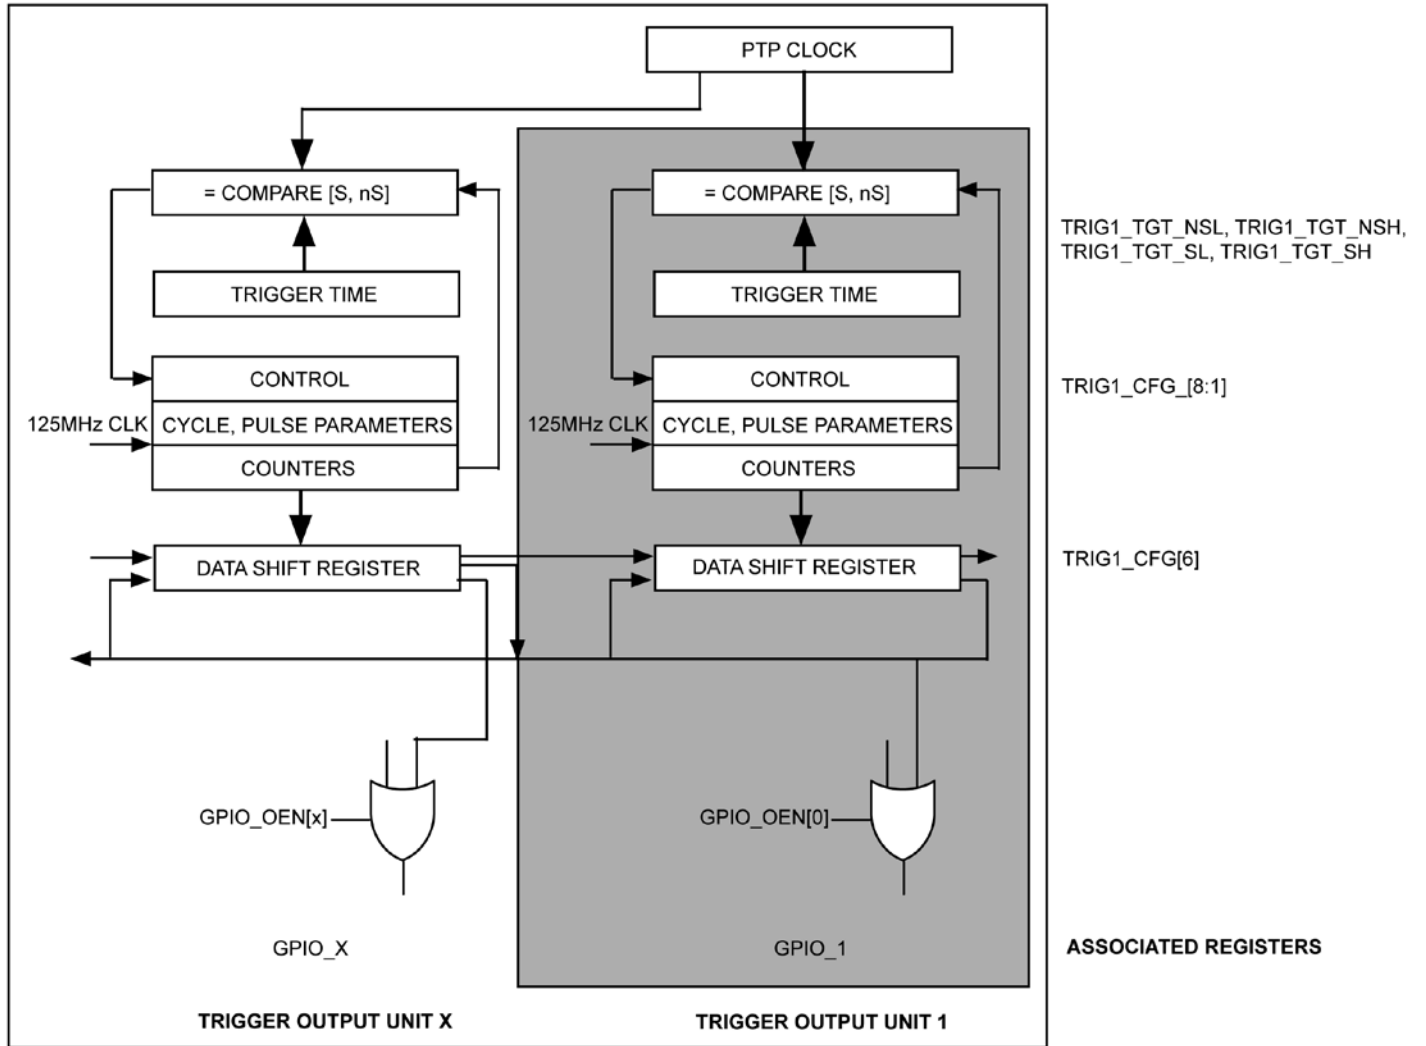 PTP CLOCK
= COMPARE [S, nS]
= COMPARE [S, nS]
TRIG1_TGT_NSL, TRIG1_TGT_NSH,
TRIG1_TGT_SL, TRIG1_TGT_SH
TRIGGER TIME
TRIGGER TIME
CONTROL
CONTROL
TRIG1_CFG_[8:1]
125MHz CLK
CYCLE, PULSE PARAMETERS
125MHz CLK
CYCLE, PULSE PARAMETERS
COUNTERS
COUNTERS
DATA SHIFT REGISTER
DATA SHIFT REGISTER
TRIG1_CFG[6]
GPIO_OEN[x]
GPIO_OEN[0]
GPIO_X
GPIO_1
ASSOCIATED REGISTERS
TRIGGER OUTPUT UNIT X
TRIGGER OUTPUT UNIT 1